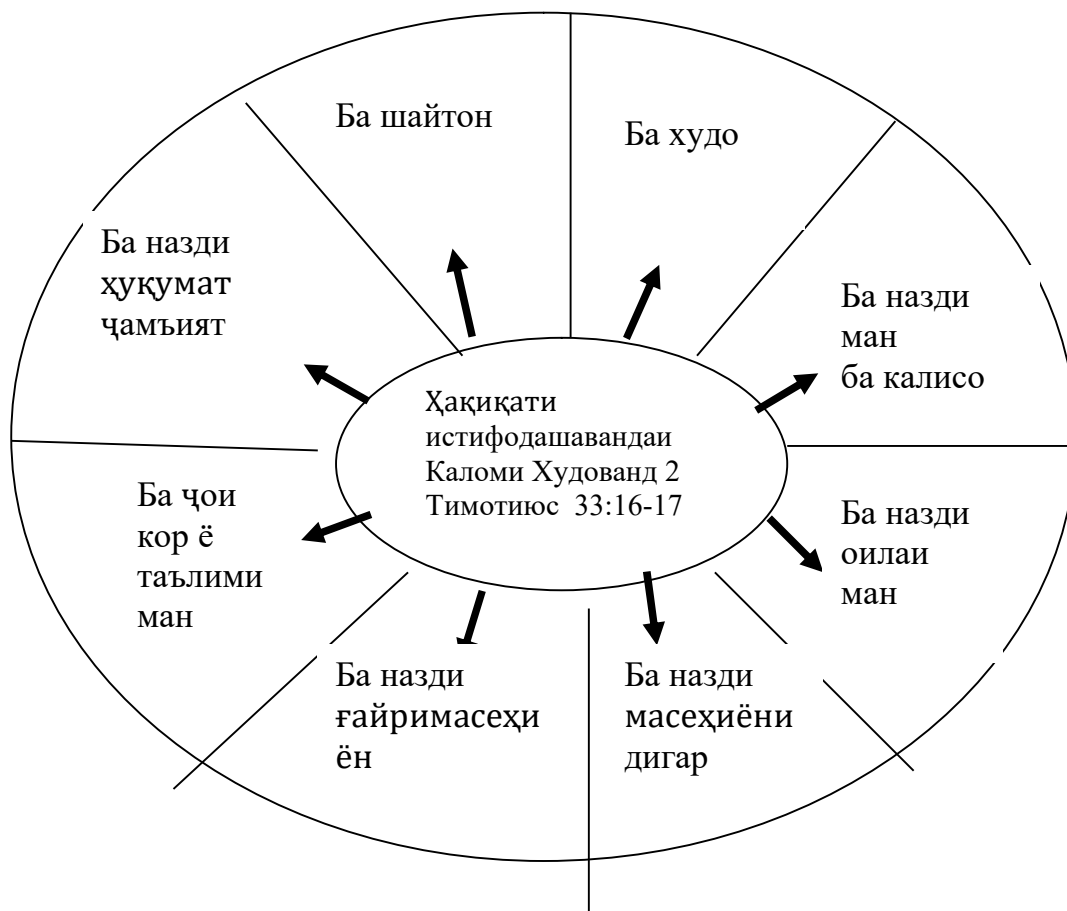 Ба шайтон
Ба худо
Ба назди
ҳуқумат
ҷамъият
Ба назди
ман
ба калисо
Ҳақиқати
истифодашавандаи
Каломи Худованд 2
Тимотиюс  33:16-17
Ба ҷои
кор ё
таълими
ман
Ба назди
оилаи
ман
Ба назди
ғайримасеҳи
ён
Ба назди
масеҳиёни
дигар